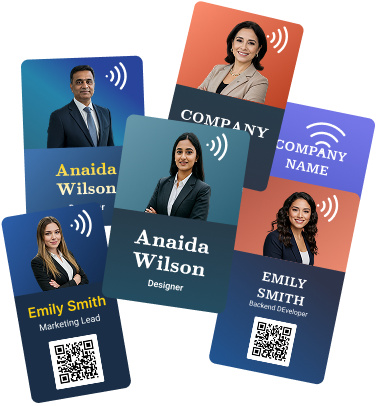 COMPANY
COMPANY
NAME
Anaida
Wilson
Anaida
Wilson
Designer
EMILY
SMITH
Backend DEveloper
Emily Smith
Marketing Lead